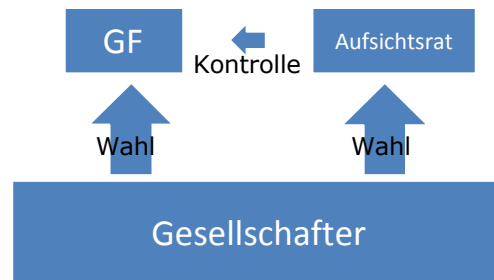 GF
Aufsichtsrat
Kontrolle
Wahl
Wahl
Gesellschafter